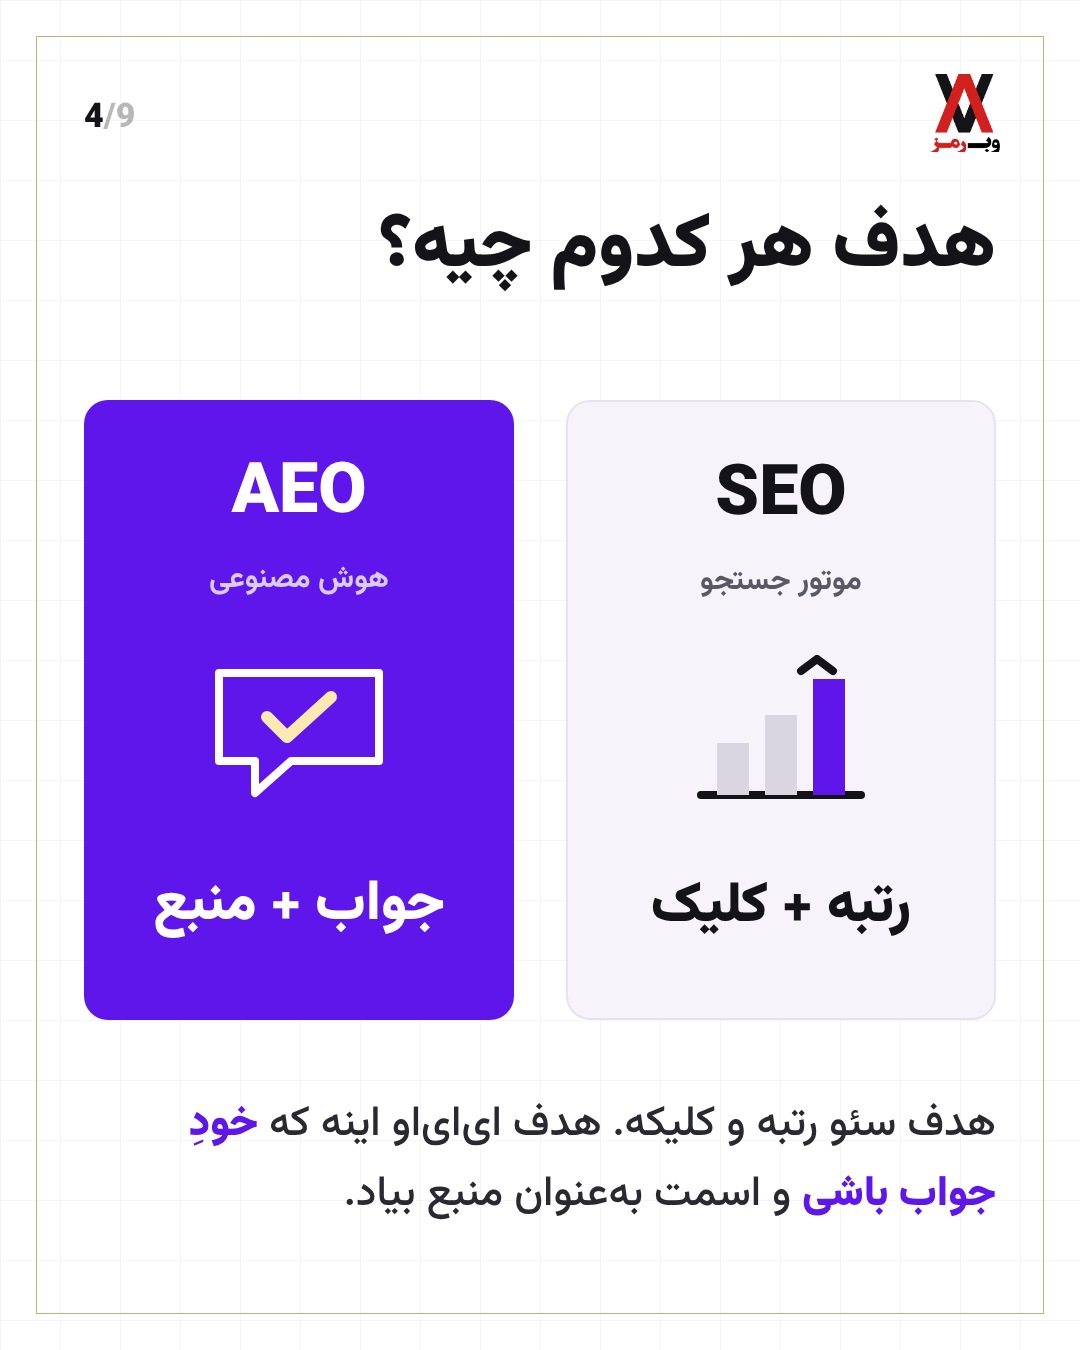 وب‌رمز
4/9
هدف هر کدوم چیه؟
SEO
موتور جستجو
رتبه + کلیک
AEO
هوش مصنوعی
جواب + منبع
هدف سئو رتبه و کلیکه. هدف ای‌ای‌او اینه که خودِ
جواب باشی و اسمت به‌عنوان منبع بیاد.